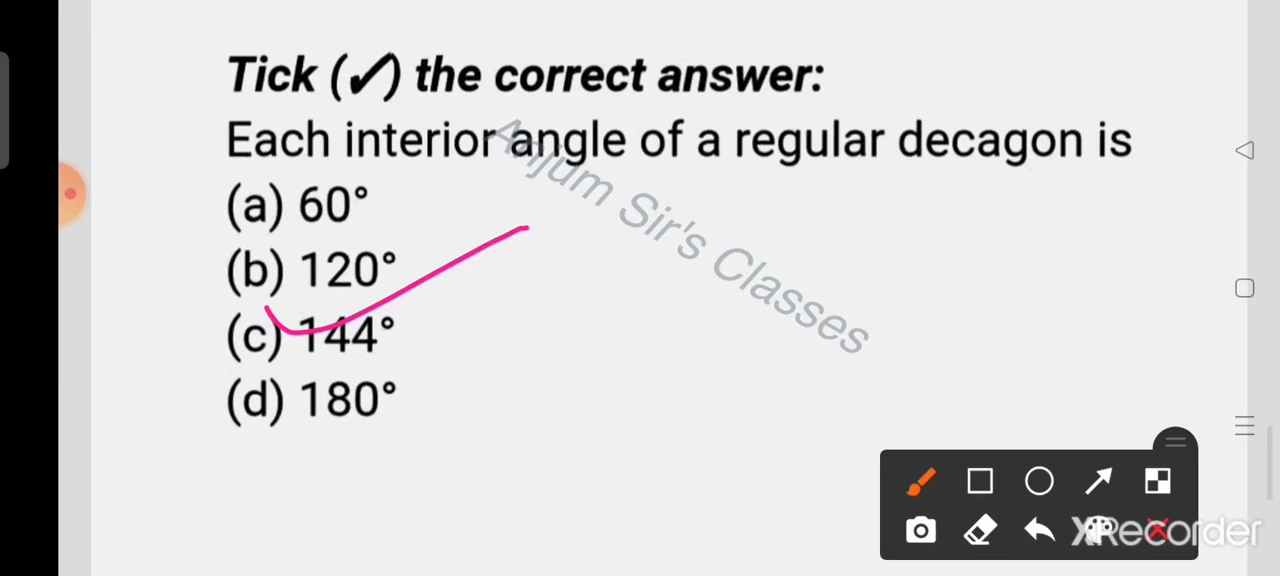 Tick (✓) the correct answer:
Each interior angle of a regular decagon is
(a) 60°
(b) 120°
(c) 144°
(d) 180°
Anjum Sir's Classes
XRecorder